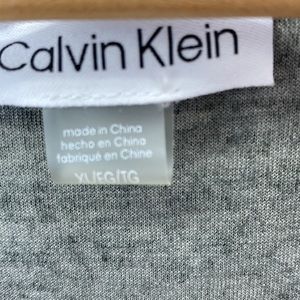 Calvin Klein
made in China
hecho en China
fabriqué en Chine
XL/EG/TG